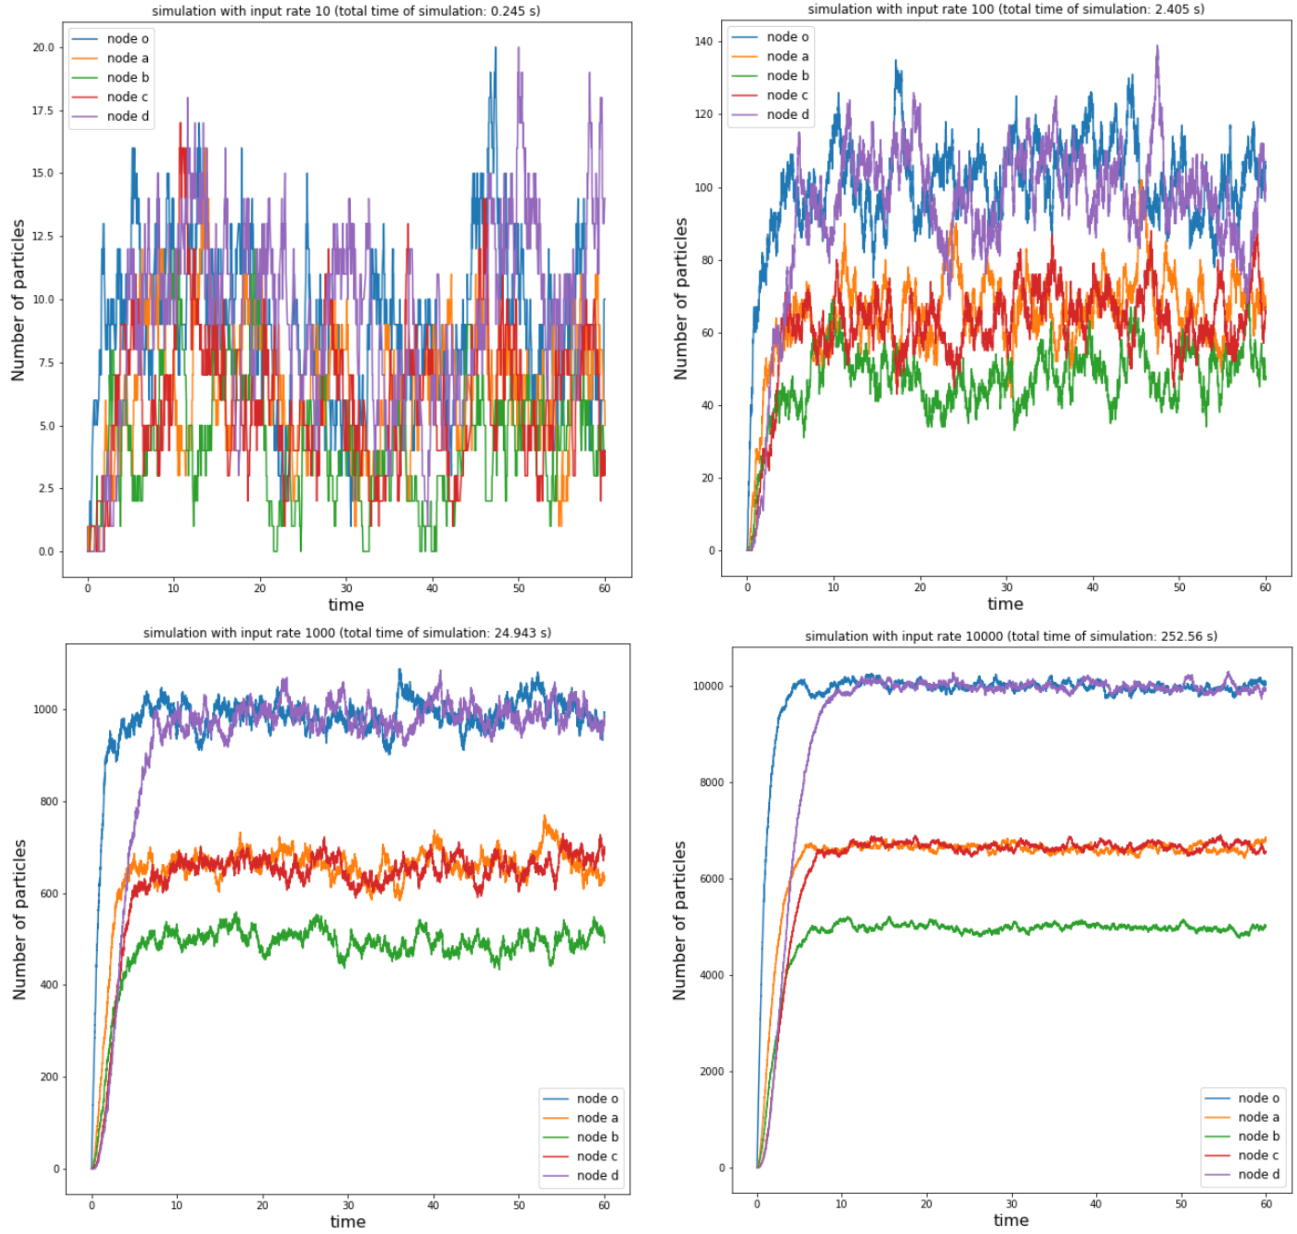 simulation with input rate 10 (total time of simulation: 0.245 s)
20.0
17.5
15.0
12.5
10.0
7.5
5.0
2.5
0.0
Number of particles
node o
node a
node b
node c
node d
0 10 20 30 40 50 60
time
simulation with input rate 100 (total time of simulation: 2.405 s)
140
120
100
80
60
40
20
0
Number of particles
node o
node a
node b
node c
node d
0 10 20 30 40 50 60
time
simulation with input rate 1000 (total time of simulation: 24.943 s)
1000
800
600
400
200
0
Number of particles
node o
node a
node b
node c
node d
0 10 20 30 40 50 60
time
simulation with input rate 10000 (total time of simulation: 252.56 s)
10000
8000
6000
4000
2000
0
Number of particles
node o
node a
node b
node c
node d
0 10 20 30 40 50 60
time